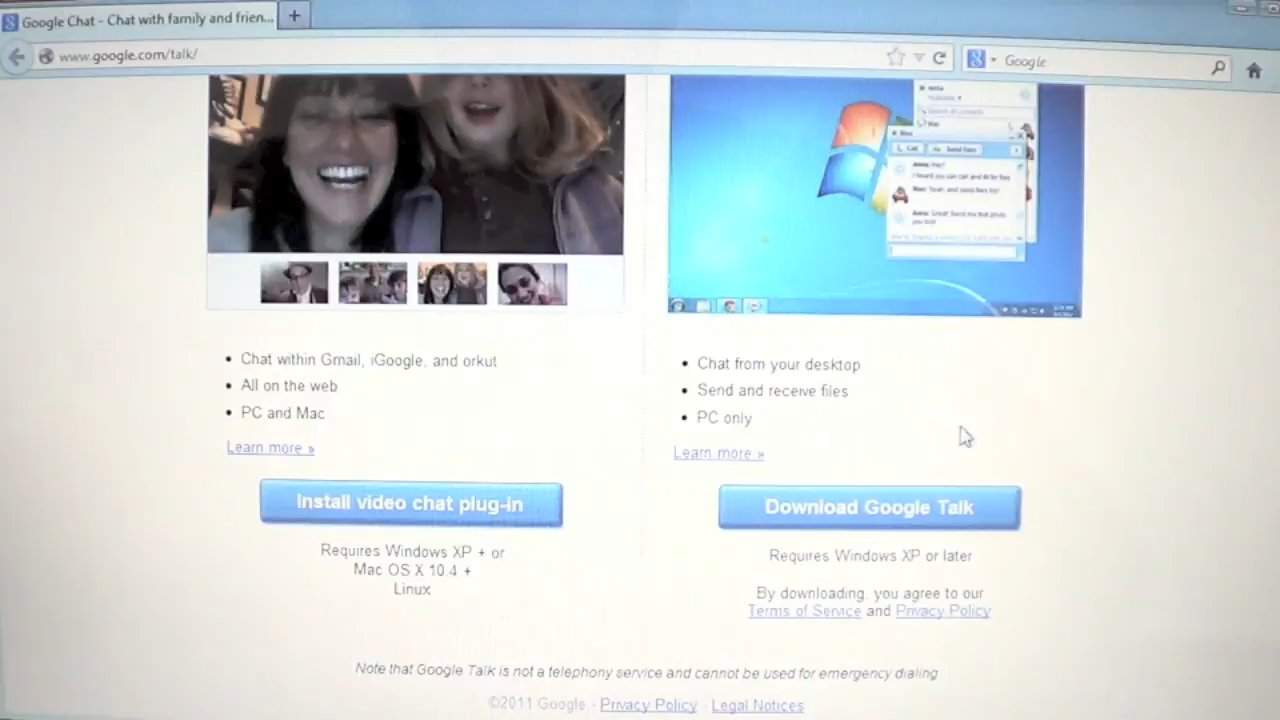 Google Chat - Chat with family and frien...
www.google.com/talk/
Google
Call
Send files
Chat within Gmail, iGoogle, and orkut
All on the web
PC and Mac
Learn more »
Install video chat plug-in
Requires Windows XP + or
Mac OS X 10.4 +
Linux
Chat from your desktop
Send and receive files
PC only
Learn more »
Download Google Talk
Requires Windows XP or later
By downloading, you agree to our
Terms of Service and Privacy Policy
Note that Google Talk is not a telephony service and cannot be used for emergency dialing
©2011 Google - Privacy Policy - Legal Notices